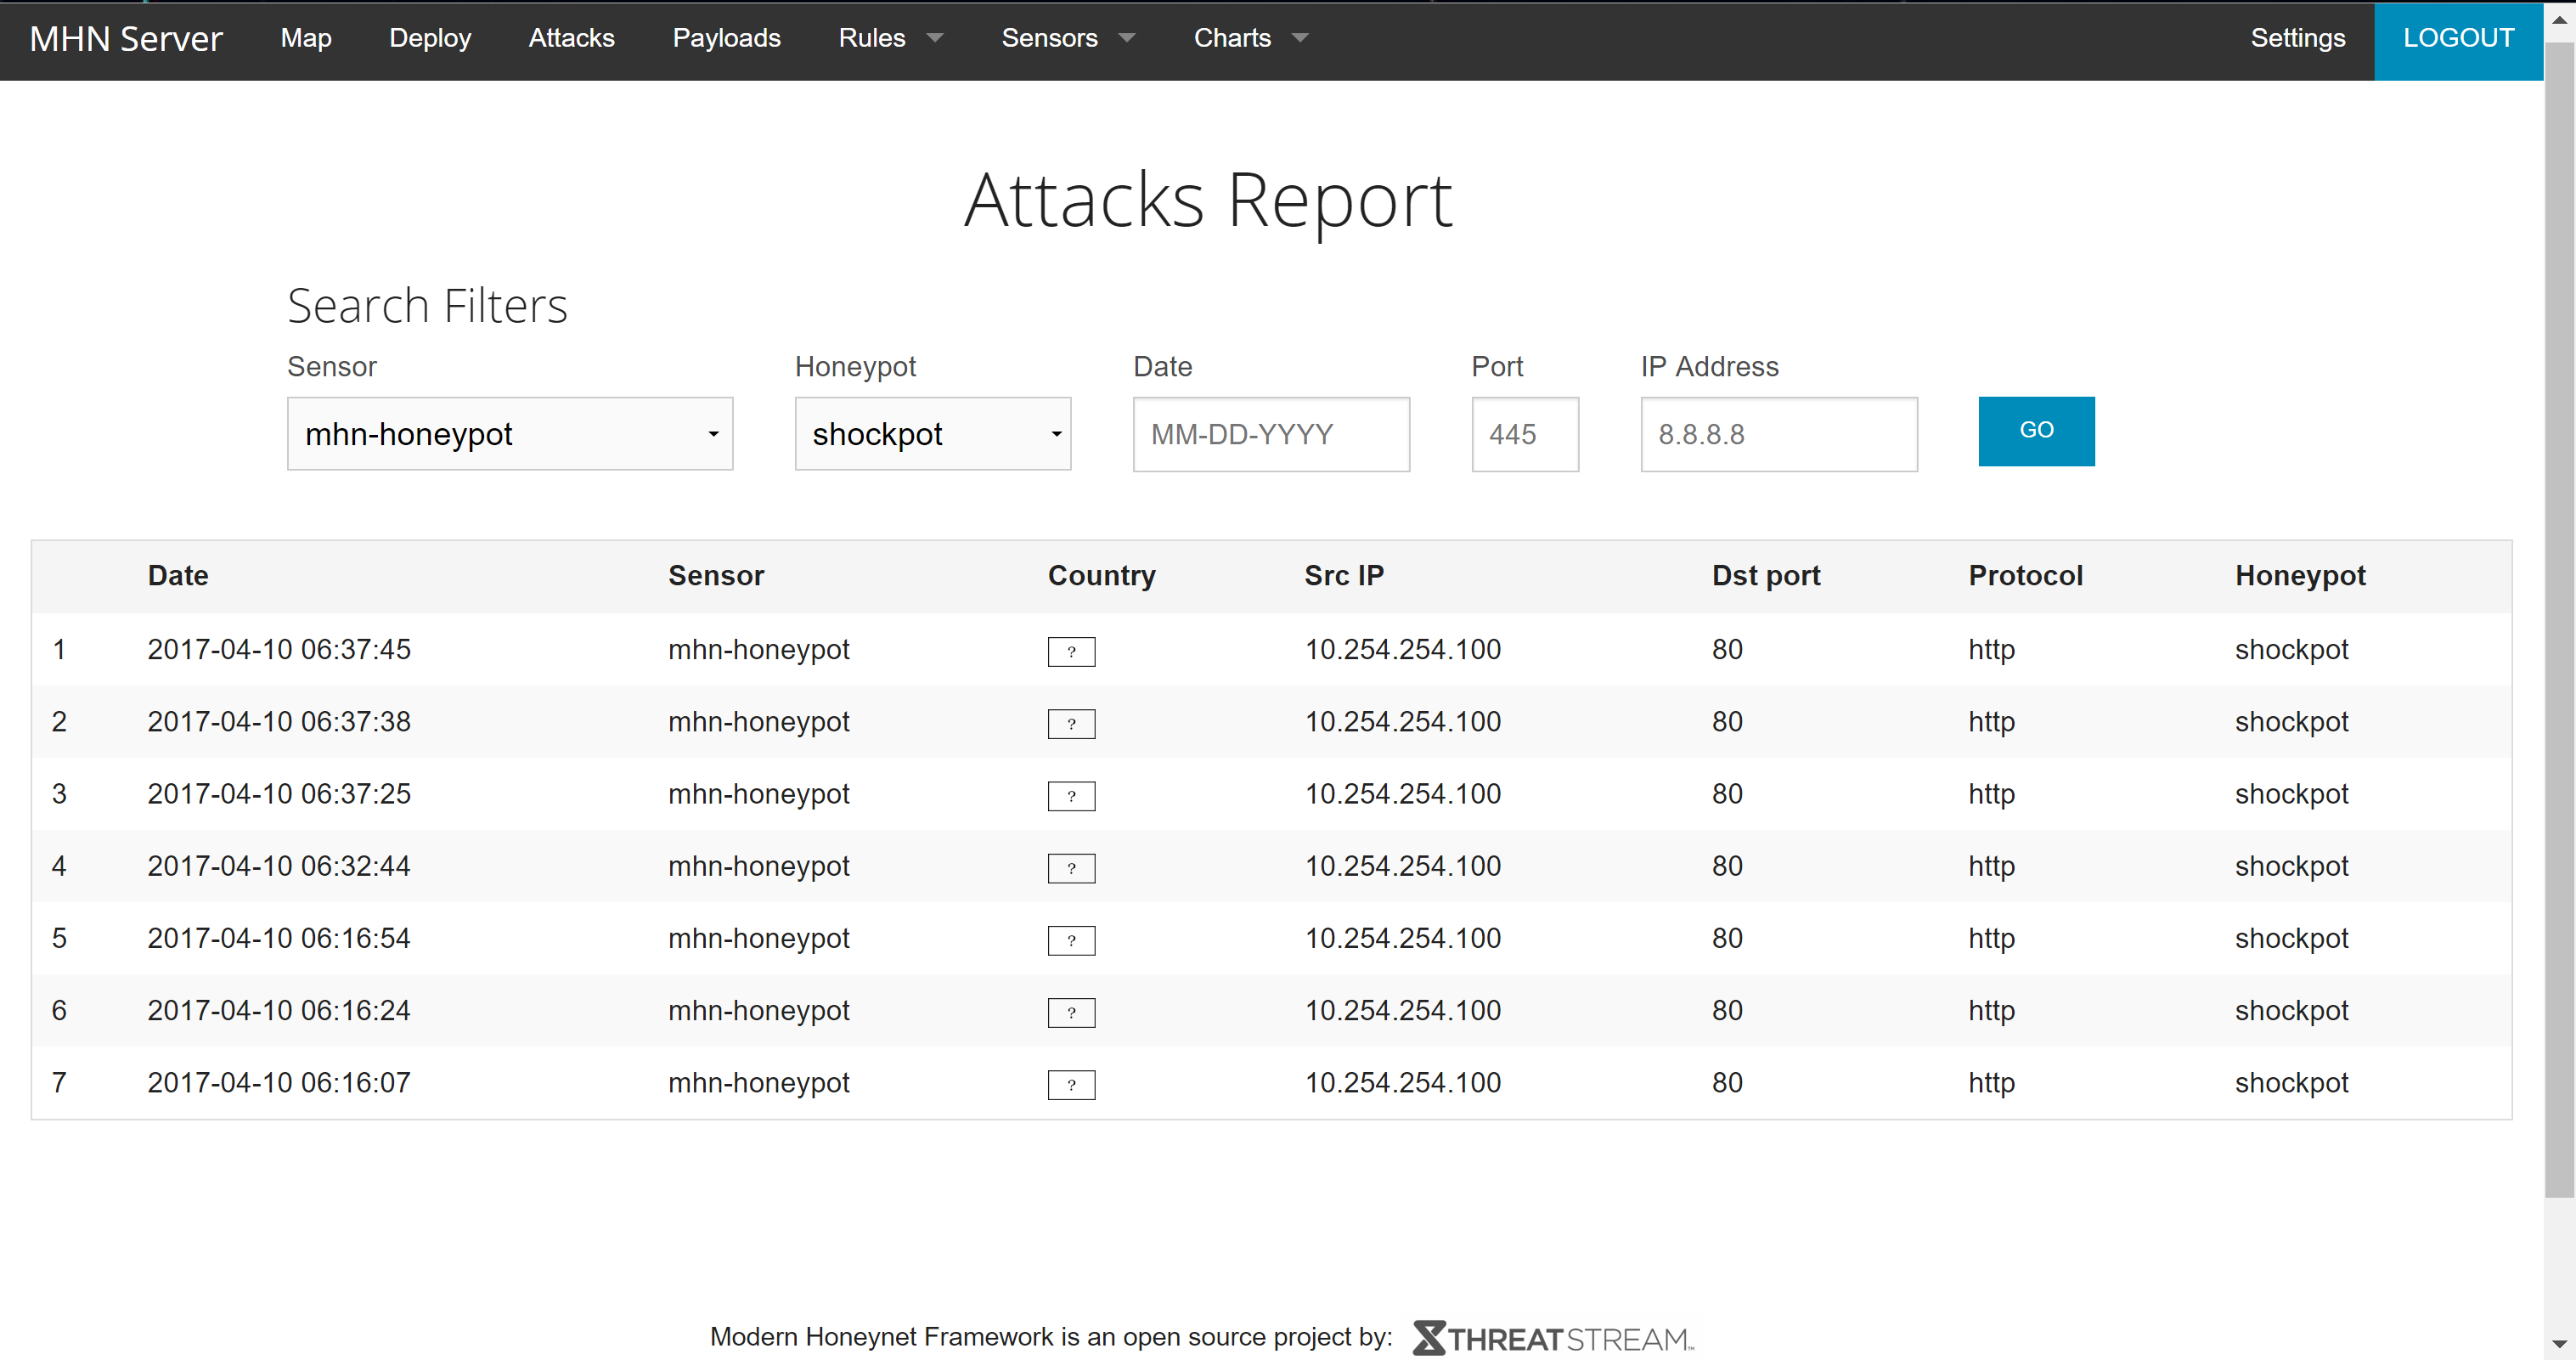 MHN Server Map Deploy Attacks Payloads Rules Sensors Charts Settings LOGOUT
Attacks Report
Search Filters
Sensor Honeypot Date Port IP Address
mhn-honeypot shockpot MM-DD-YYYY 445 8.8.8.8 GO
Date Sensor Country Src IP Dst port Protocol Honeypot
1 2017-04-10 06:37:45 mhn-honeypot ? 10.254.254.100 80 http shockpot
2 2017-04-10 06:37:38 mhn-honeypot ? 10.254.254.100 80 http shockpot
3 2017-04-10 06:37:25 mhn-honeypot ? 10.254.254.100 80 http shockpot
4 2017-04-10 06:32:44 mhn-honeypot ? 10.254.254.100 80 http shockpot
5 2017-04-10 06:16:54 mhn-honeypot ? 10.254.254.100 80 http shockpot
6 2017-04-10 06:16:24 mhn-honeypot ? 10.254.254.100 80 http shockpot
7 2017-04-10 06:16:07 mhn-honeypot ? 10.254.254.100 80 http shockpot
Modern Honeynet Framework is an open source project by: THREATSTREAM™